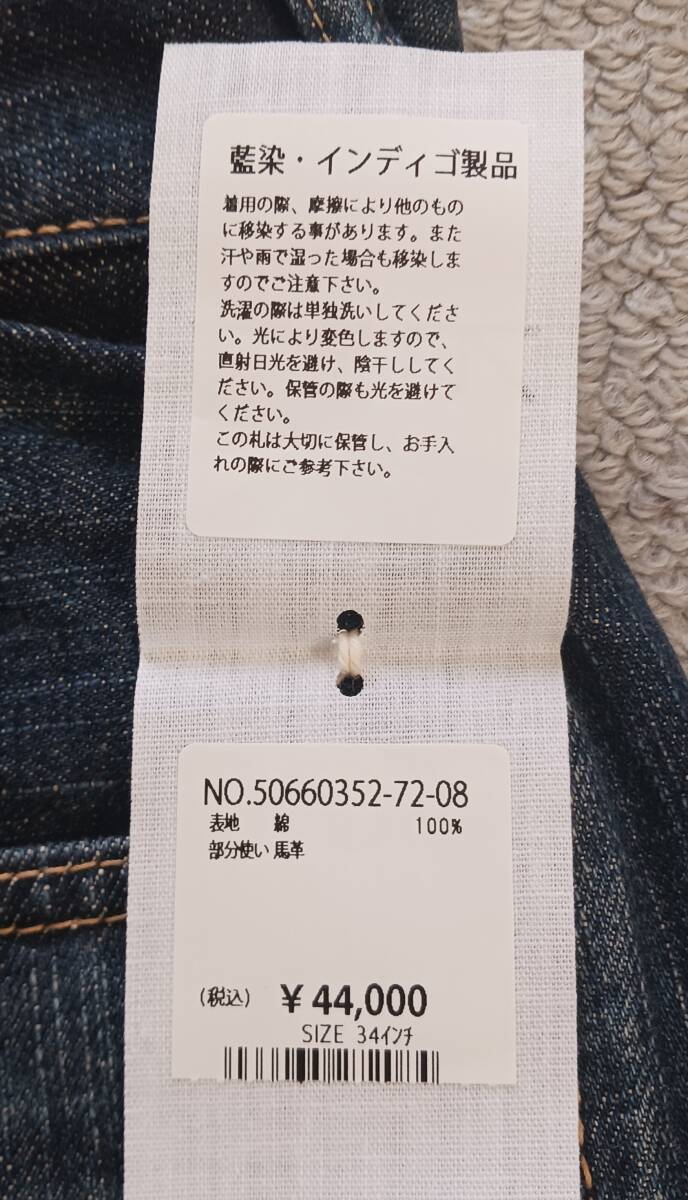 藍染・インディゴ製品
着用の際、摩擦により他のもの
に移染する事があります。また
汗や雨で湿った場合も移染しま
すのでご注意下さい。
洗濯の際は単独洗いしてくださ
い。光により変色しますので、
直射日光を避け、陰干ししてく
ださい。保管の際も光を避けて
ください。
この札は大切に保管し、お手入
れの際にご参考下さい。
NO.50660352-72-08
表地 綿 100%
部分使い 馬革
(税込) ¥44,000
SIZE 34インチ